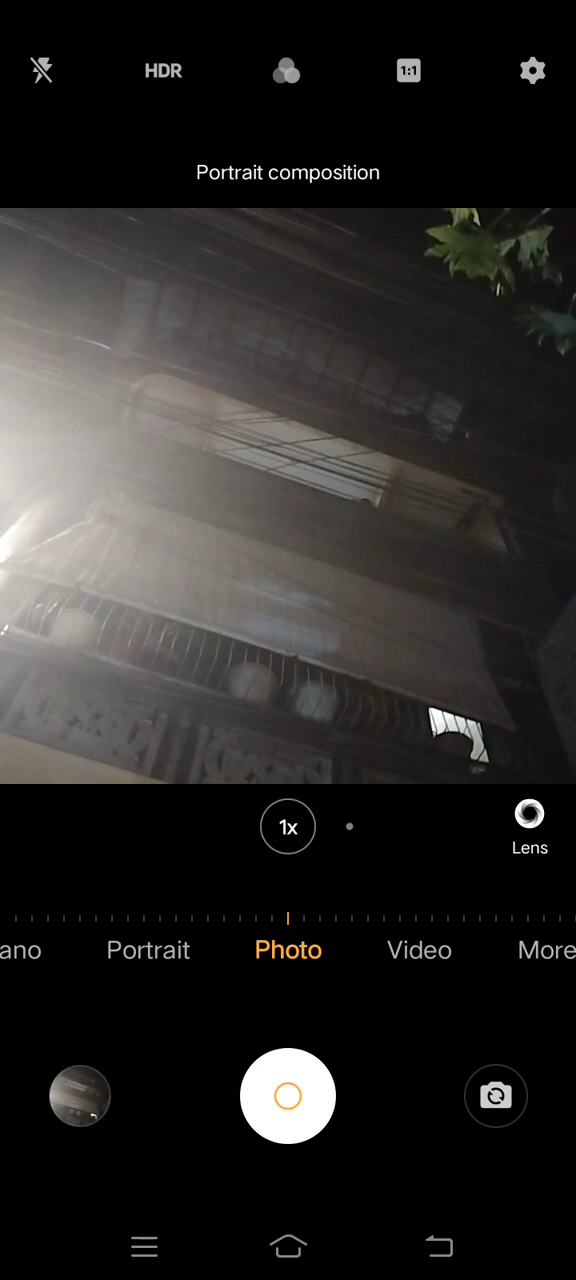 HDR
1:1
Portrait composition
1x
Lens
ano
Portrait
Photo
Video
More